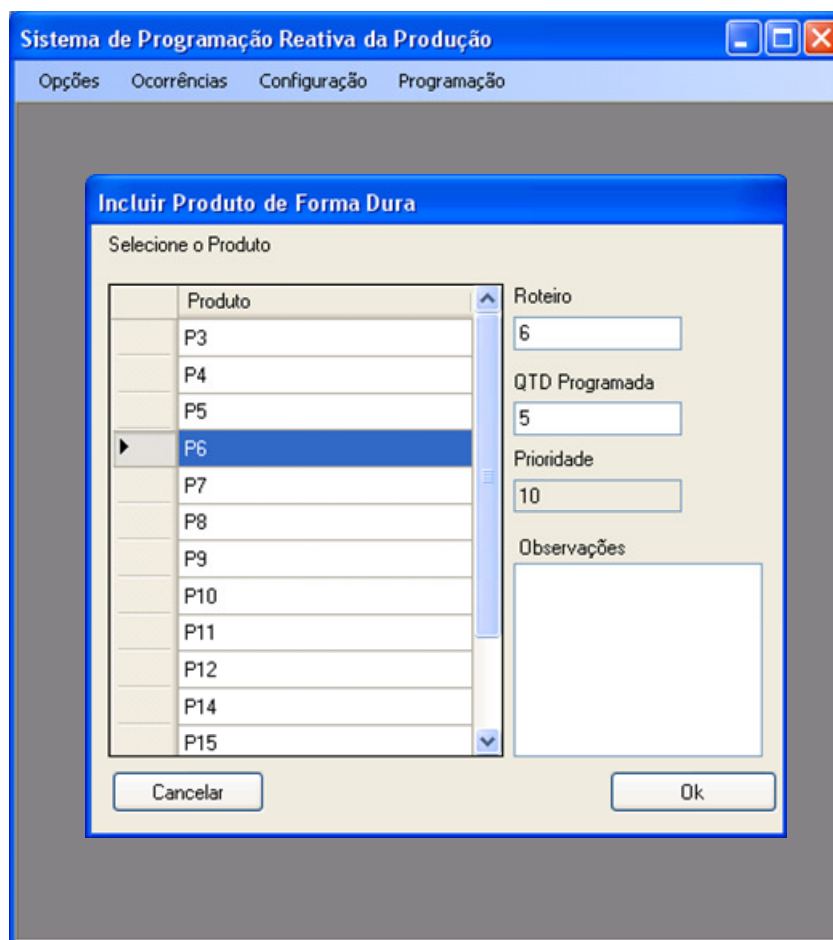 Sistema de Programação Reativa da Produção
Opções Ocorrências Configuração Programação
Incluir Produto de Forma Dura
Selecione o Produto
Produto
P3
P4
P5
P6
P7
P8
P9
P10
P11
P12
P14
P15
Roteiro
6
QTD Programada
5
Prioridade
10
Observações
Cancelar
Ok